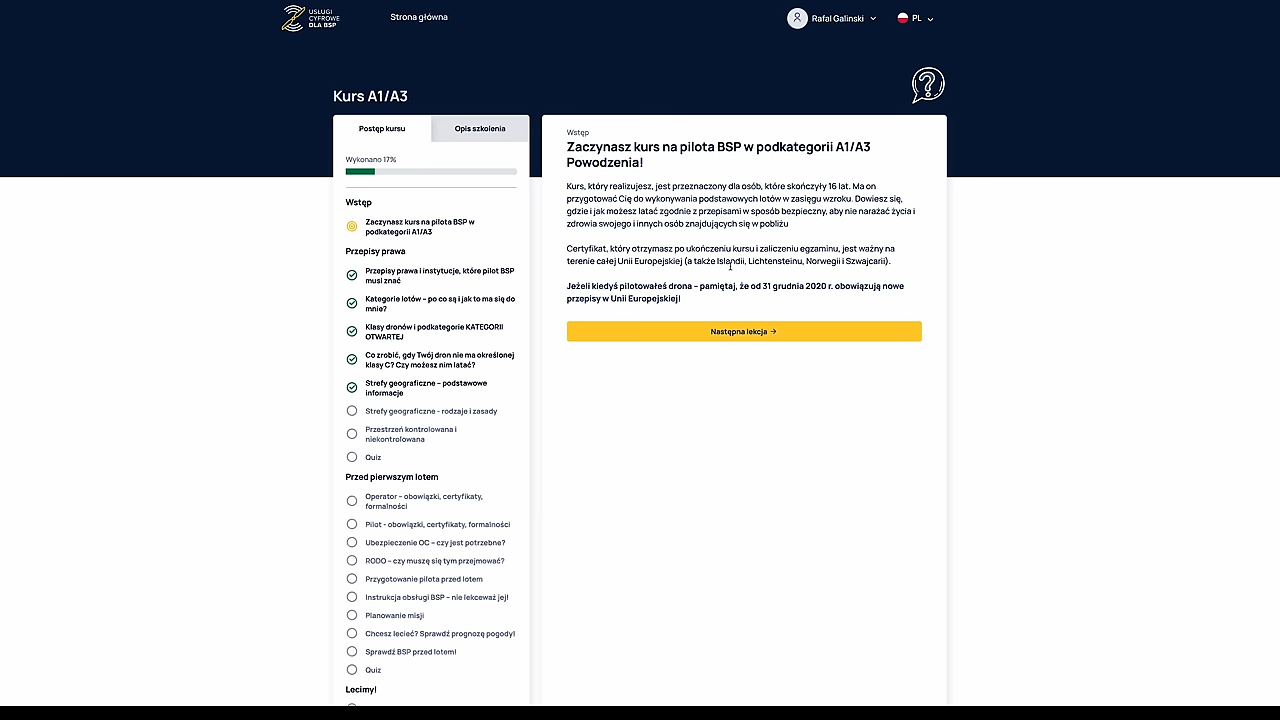 USŁUGI
CYFROWE
DLA BSP
Strona główna
Rafal Galinski
PL
Kurs A1/A3
Postęp kursu
Opis szkolenia
Wykonano 17%
Wstęp
Zaczynasz kurs na pilota BSP w
podkategorii A1/A3
Przepisy prawa
Przepisy prawa i instytucje, które pilot BSP
musi znać
Kategorie lotów – po co są i jak to ma się do
mnie?
Klasy dronów i podkategorie KATEGORII
OTWARTEJ
Co zrobić, gdy Twój dron nie ma określonej
klasy C? Czy możesz nim latać?
Strefy geograficzne – podstawowe
informacje
Strefy geograficzne - rodzaje i zasady
Przestrzeń kontrolowana i
niekontrolowana
Quiz
Przed pierwszym lotem
Operator – obowiązki, certyfikaty,
formalności
Pilot - obowiązki, certyfikaty, formalności
Ubezpieczenie OC – czy jest potrzebne?
RODO – czy muszę się tym przejmować?
Przygotowanie pilota przed lotem
Instrukcja obsługi BSP – nie lekceważ jej!
Planowanie misji
Chcesz lecieć? Sprawdź prognozę pogody!
Sprawdź BSP przed lotem!
Quiz
Lecimy!
Wstęp
Zaczynasz kurs na pilota BSP w podkategorii A1/A3
Powodzenia!
Kurs, który realizujesz, jest przeznaczony dla osób, które skończyły 16 lat. Ma on
przygotować Cię do wykonywania podstawowych lotów w zasięgu wzroku. Dowiesz się,
gdzie i jak możesz latać zgodnie z przepisami w sposób bezpieczny, aby nie narażać życia i
zdrowia swojego i innych osób znajdujących się w pobliżu
Certyfikat, który otrzymasz po ukończeniu kursu i zaliczeniu egzaminu, jest ważny na
terenie całej Unii Europejskiej (a także Islandii, Lichtensteinu, Norwegii i Szwajcarii).
Jeżeli kiedyś pilotowałeś drona – pamiętaj, że od 31 grudnia 2020 r. obowiązują nowe
przepisy w Unii Europejskiej!
Następna lekcja →